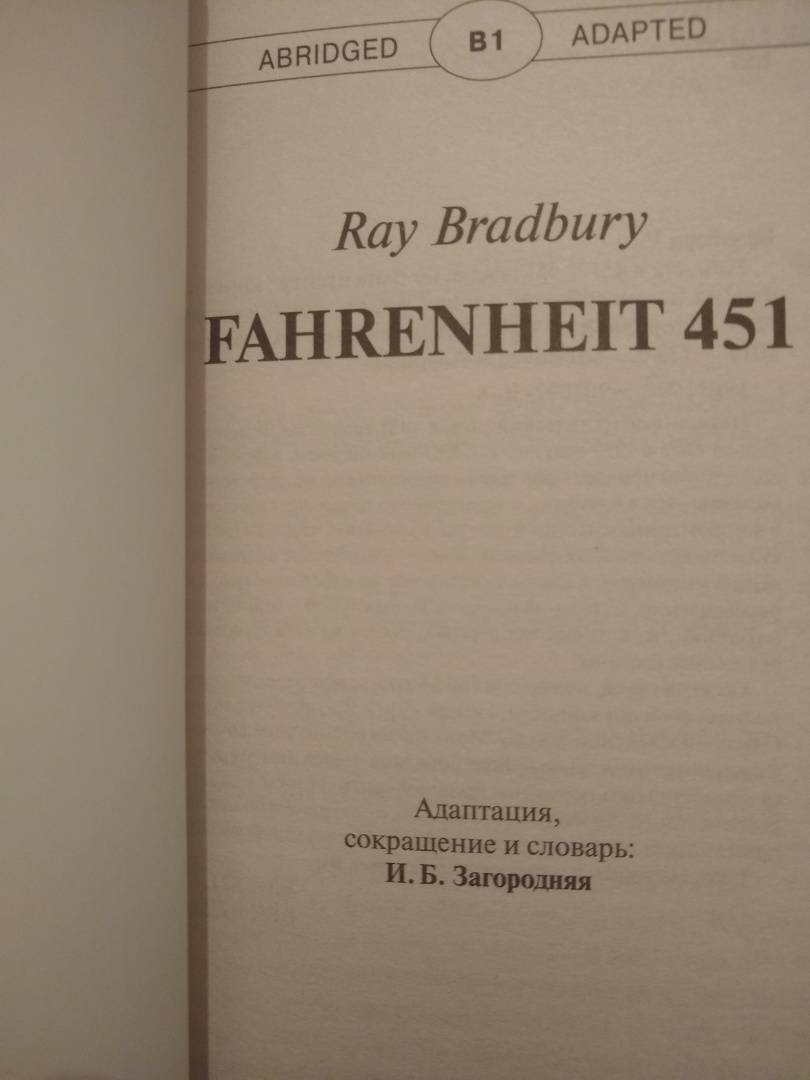 ABRIDGED B1 ADAPTED
Ray Bradbury
FAHRENHEIT 451
Адаптация,
сокращение и словарь:
И. Б. Загородняя